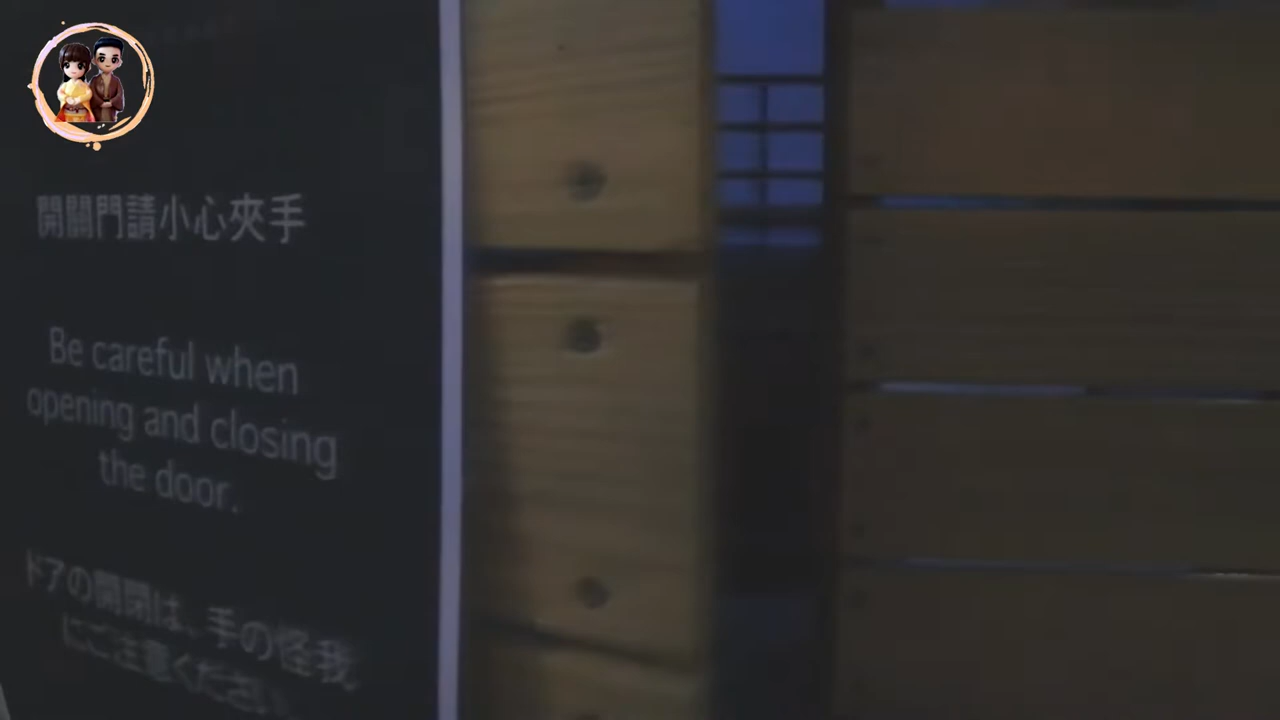 開關門請小心夾手
Be careful when
opening and closing
the door.
ドアの開閉は、手の怪我
にご注意ください